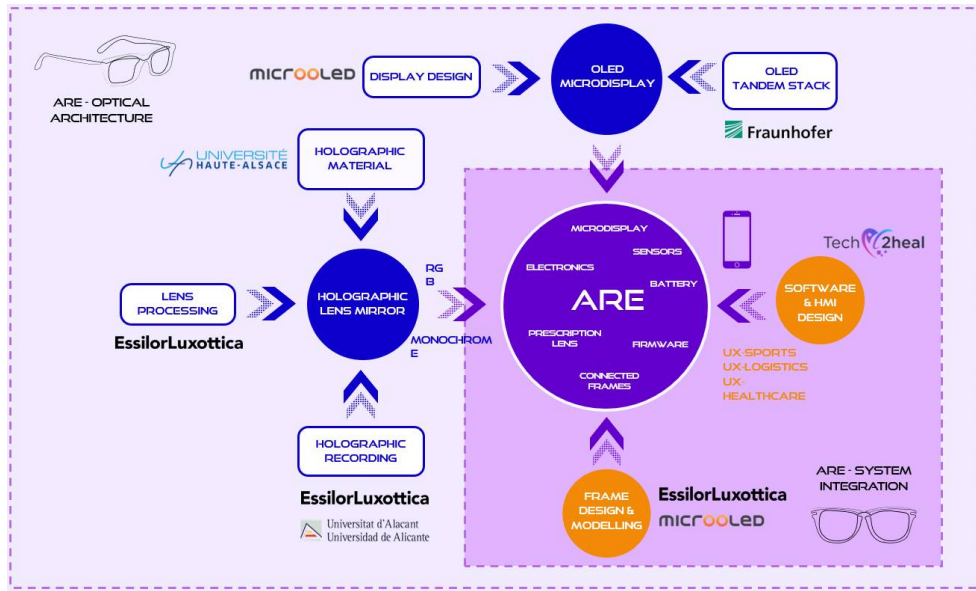 ARE - OPTICAL
ARCHITECTURE
microoled
DISPLAY DESIGN
OLED
MICRODISPLAY
OLED
TANDEM STACK
Fraunhofer
UNIVERSITÉ
HAUTE-ALSACE
HOLOGRAPHIC
MATERIAL
LENS
PROCESSING
EssilorLuxottica
HOLOGRAPHIC
LENS MIRROR
RG
B
MONOCHROM
E
HOLOGRAPHIC
RECORDING
EssilorLuxottica
Universitat d'Alacant
Universidad de Alicante
MICRODISPLAY
SENSORS
ELECTRONICS
BATTERY
ARE
PRESCRIPTION
LENS
FIRMWARE
CONNECTED
FRAMES
Tech2heal
SOFTWARE
& HMI
DESIGN
UX-SPORTS
UX-LOGISTICS
UX-
HEALTHCARE
FRAME
DESIGN &
MODELLING
EssilorLuxottica
microoled
ARE - SYSTEM
INTEGRATION